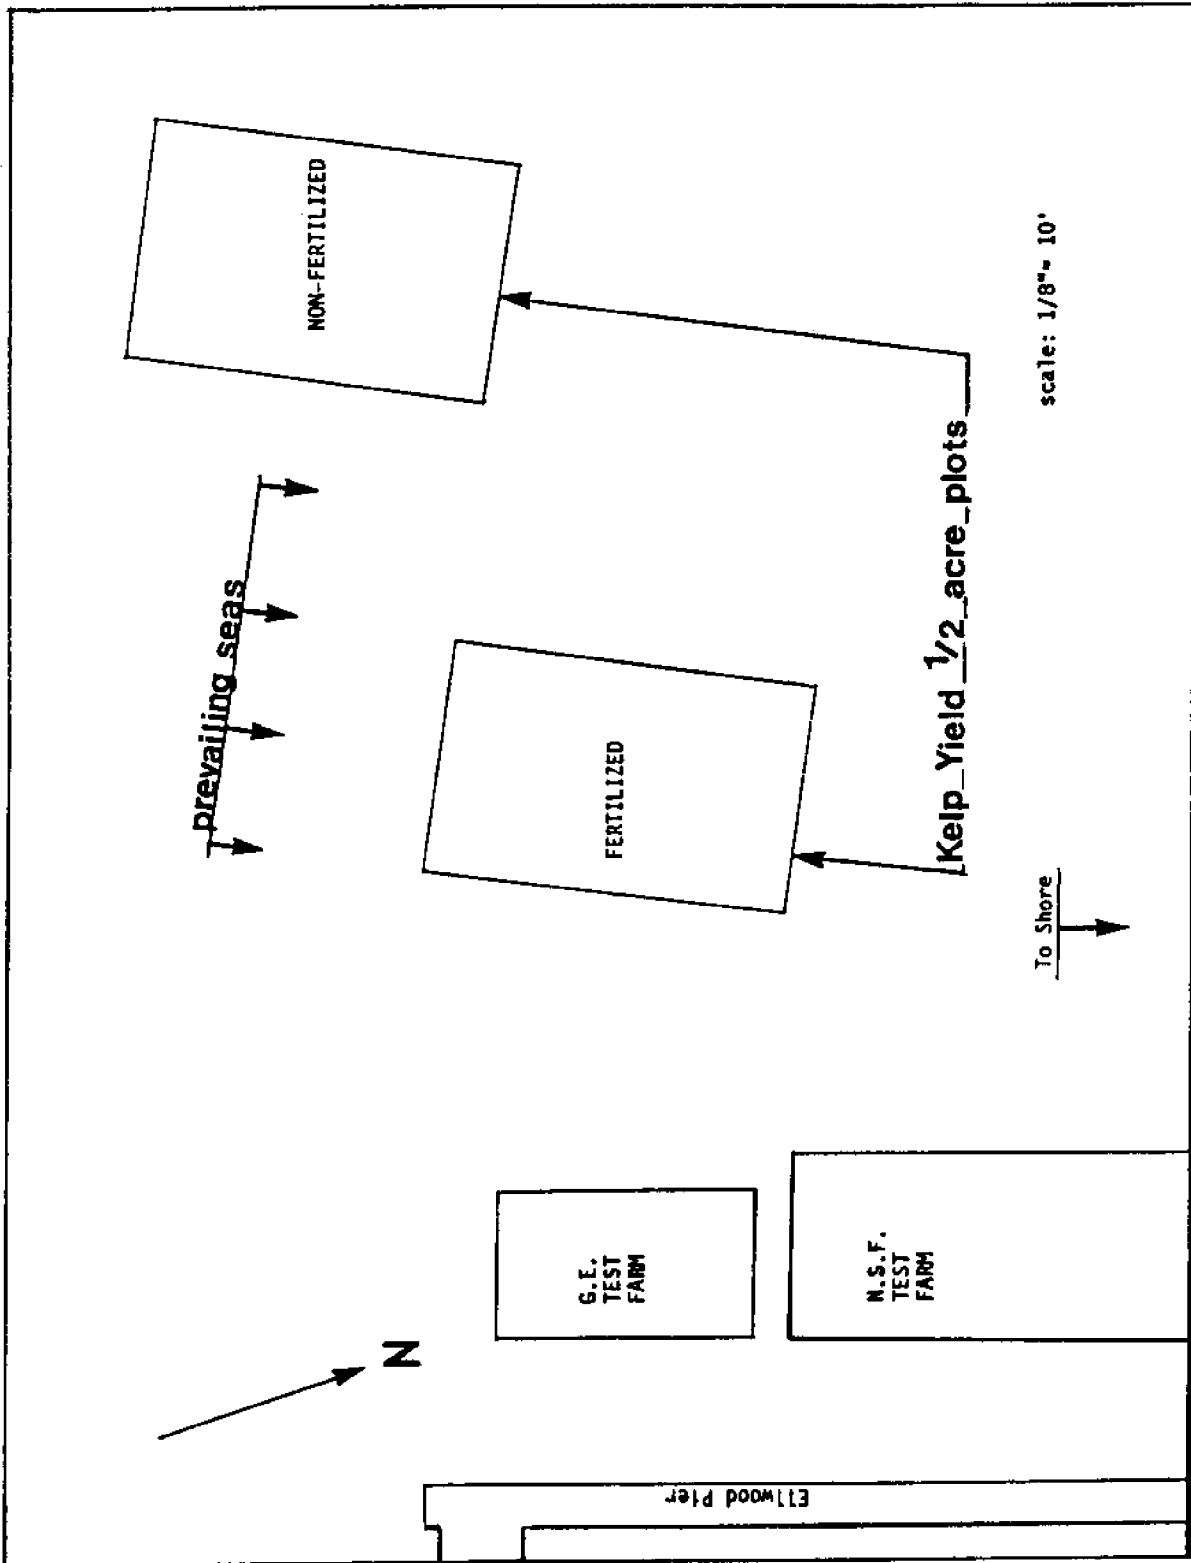 NON-FERTILIZED
prevailing seas
FERTILIZED
Kelp Yield 1/2 acre plots
scale: 1/8"= 10'
To Shore
G.E.
TEST
FARM
N.S.F.
TEST
FARM
N
Ellwood Pier